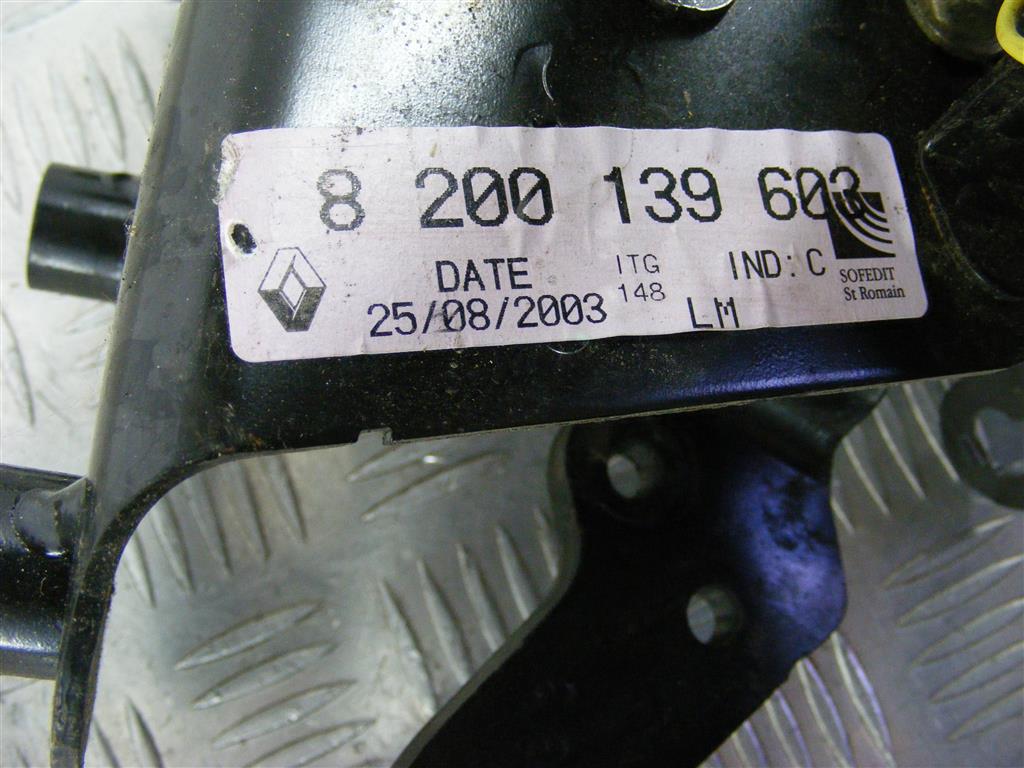 8 200 139 603
DATE ITG IND: C
25/08/2003 148 LM
SOFEDIT
St Romain